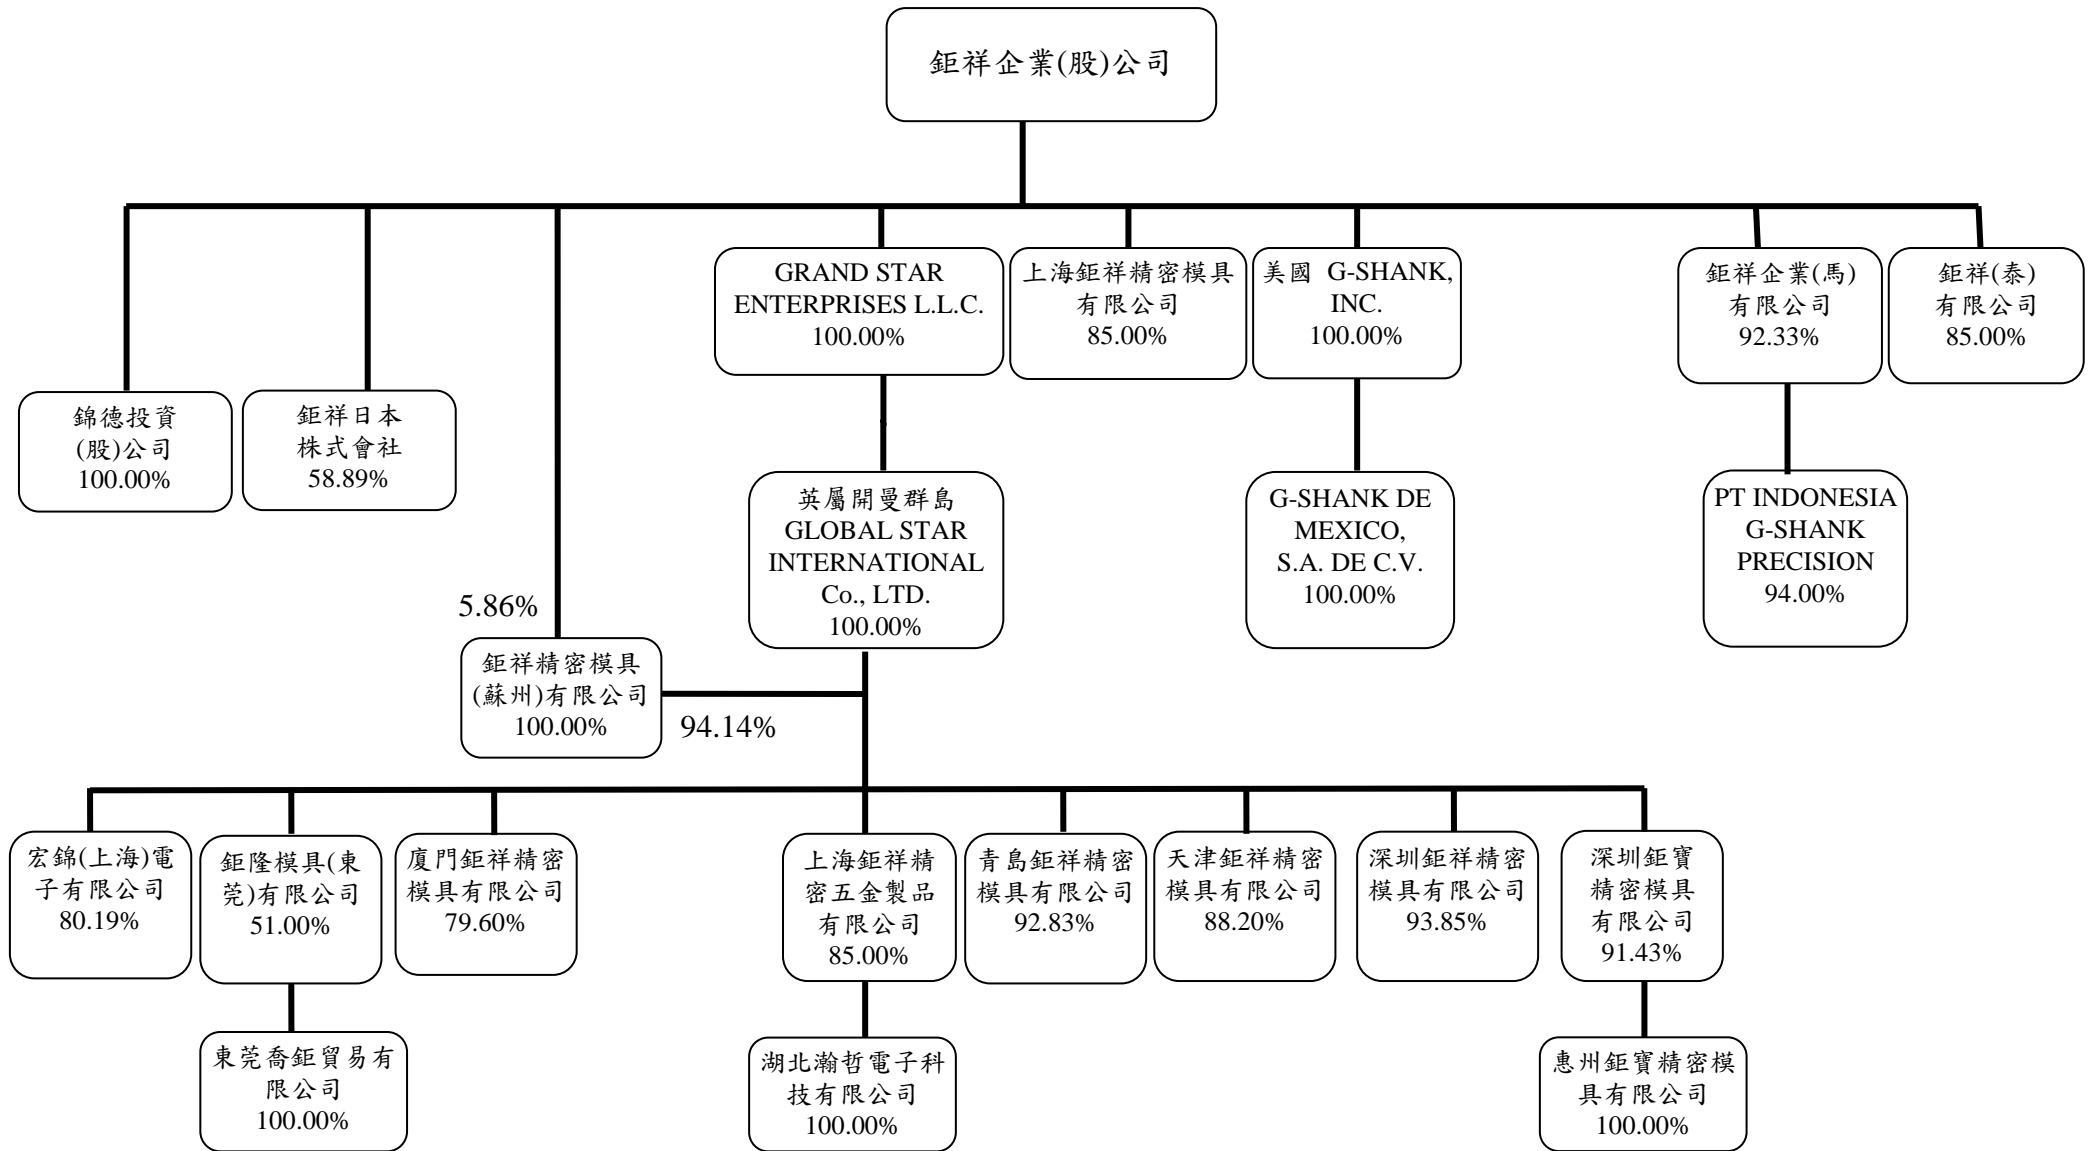 鉅祥企業(股)公司
GRAND STAR
ENTERPRISES L.L.C.
100.00%
上海鉅祥精密模具
有限公司
85.00%
美國 G-SHANK,
INC.
100.00%
鉅祥企業(馬)
有限公司
92.33%
鉅祥(泰)
有限公司
85.00%
錦德投資
(股)公司
100.00%
鉅祥日本
株式會社
58.89%
英屬開曼群島
GLOBAL STAR
INTERNATIONAL
Co., LTD.
100.00%
G-SHANK DE
MEXICO,
S.A. DE C.V.
100.00%
PT INDONESIA
G-SHANK
PRECISION
94.00%
5.86%
鉅祥精密模具
(蘇州)有限公司
100.00%
94.14%
宏錦(上海)電
子有限公司
80.19%
鉅隆模具(東
莞)有限公司
51.00%
廈門鉅祥精密
模具有限公司
79.60%
上海鉅祥精
密五金製品
有限公司
85.00%
青島鉅祥精密
模具有限公司
92.83%
天津鉅祥精密
模具有限公司
88.20%
深圳鉅祥精密
模具有限公司
93.85%
深圳鉅寶
精密模具
有限公司
91.43%
東莞喬鉅貿易有
限公司
100.00%
湖北瀚哲電子科
技有限公司
100.00%
惠州鉅寶精密模
具有限公司
100.00%